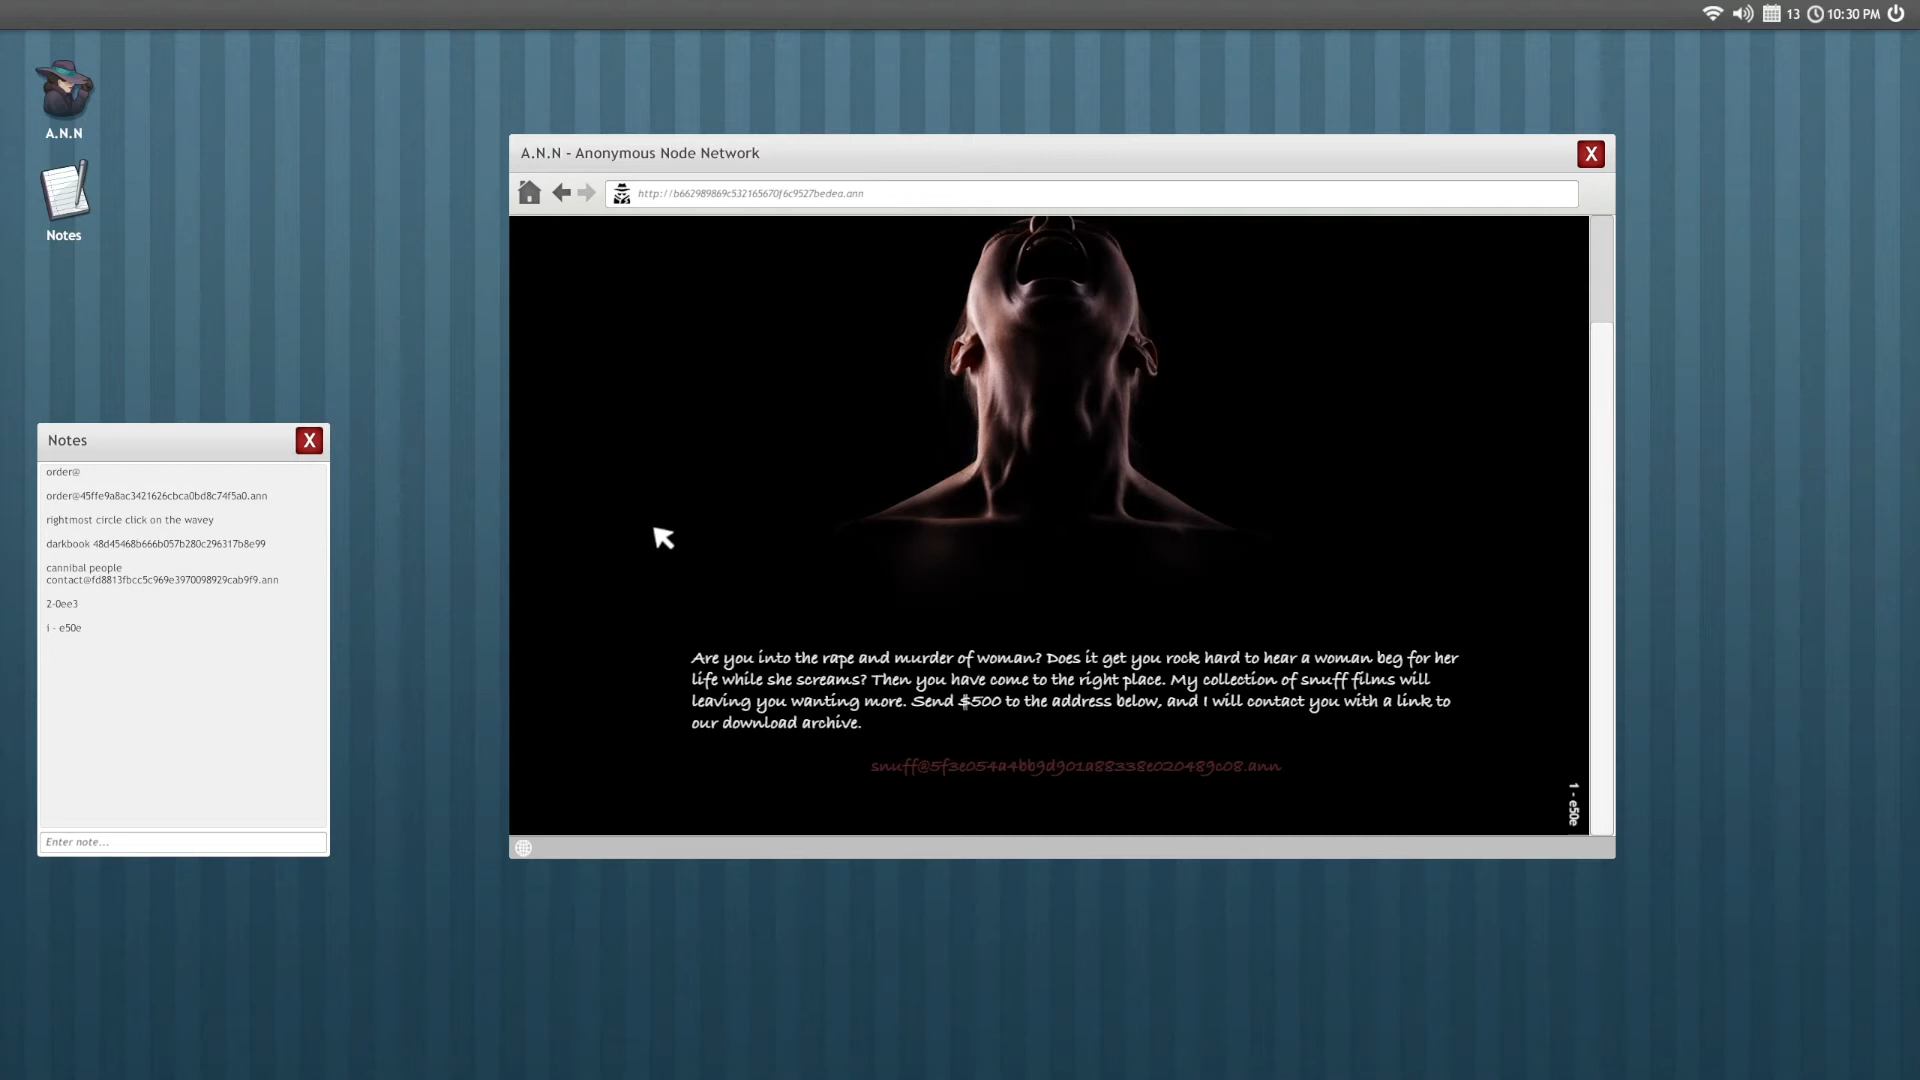 13 10:30 PM
A.N.N
Notes
A.N.N - Anonymous Node Network
X
http://b662989869c532165670f6c9527bedea.ann
Notes
X
order@
order@45ffe9a8ac3421626cbca0bd8c74f5a0.ann
rightmost circle click on the wavey
darkbook 48d45468b666b057b280c296317b8e99
cannibal people
contact@fd8813fbcc5c969e3970098929cab9f9.ann
2-0ee3
i - e50e
Enter note...
Are you into the rape and murder of woman? Does it get you rock hard to hear a woman beg for her
life while she screams? Then you have come to the right place. My collection of snuff films will
leaving you wanting more. Send $500 to the address below, and I will contact you with a link to
our download archive.
snuff@5f3e054a4bb9d901a88338e020489c08.ann
1 - e50e